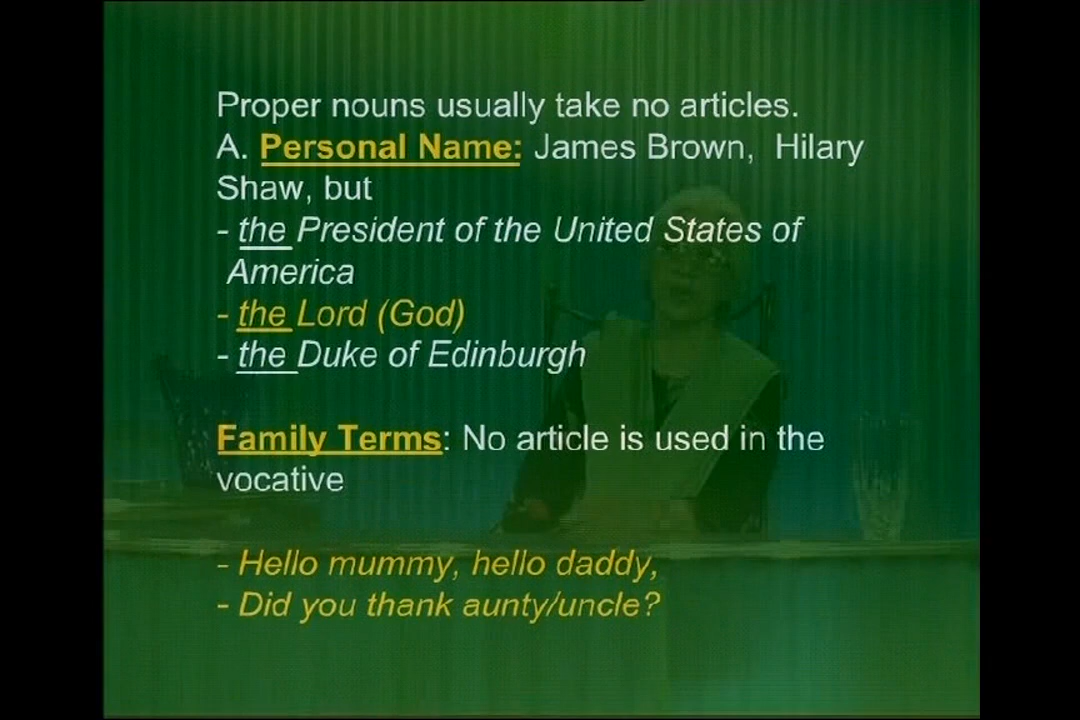 Proper nouns usually take no articles.
A. Personal Name: James Brown,  Hilary
Shaw, but
- the President of the United States of
America
- the Lord (God)
- the Duke of Edinburgh
Family Terms: No article is used in the
vocative
- Hello mummy, hello daddy,
- Did you thank aunty/uncle?